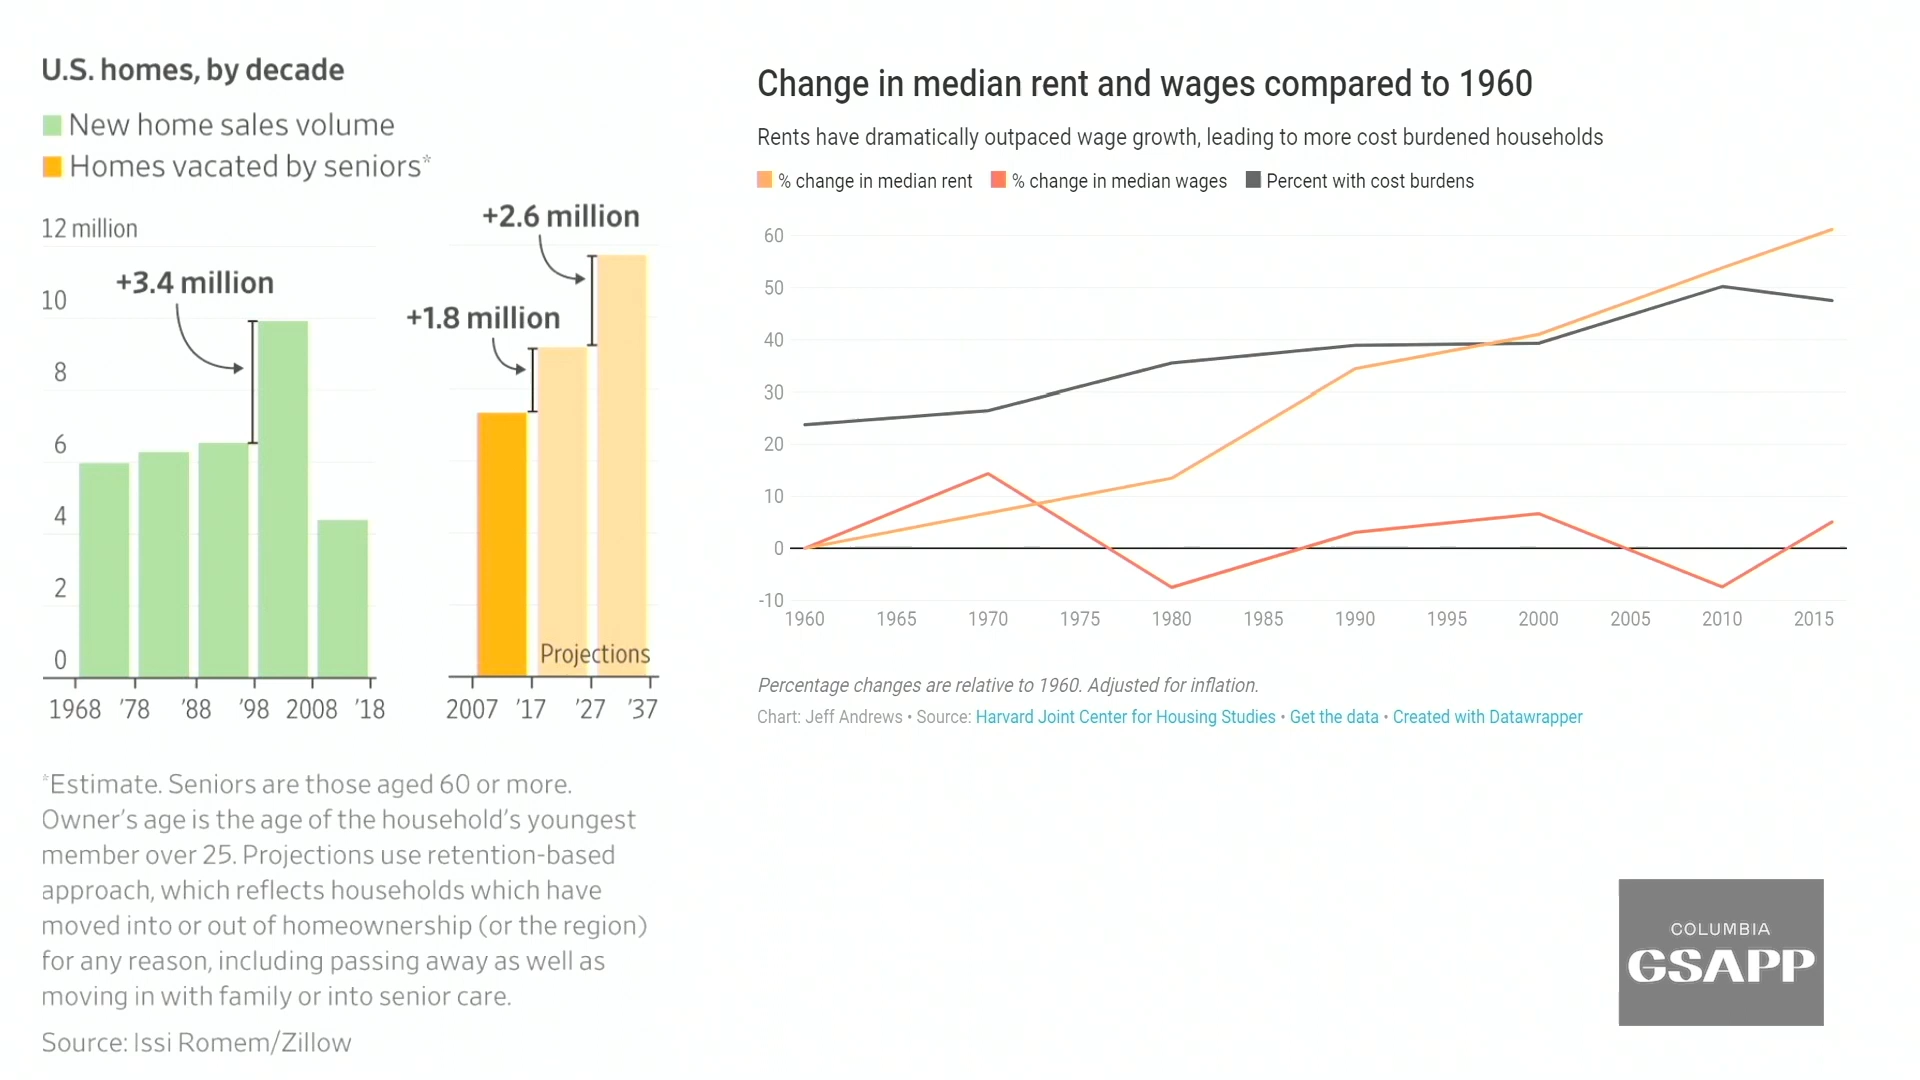 U.S. homes, by decade
New home sales volume
Homes vacated by seniors*
12 million
10
8
6
4
2
0
+3.4 million
+1.8 million
+2.6 million
Projections
1968 '78 '88 '98 2008 '18
2007 '17 '27 '37
*Estimate. Seniors are those aged 60 or more.
Owner's age is the age of the household's youngest
member over 25. Projections use retention-based
approach, which reflects households which have
moved into or out of homeownership (or the region)
for any reason, including passing away as well as
moving in with family or into senior care.
Source: Issi Romem/Zillow
Change in median rent and wages compared to 1960
Rents have dramatically outpaced wage growth, leading to more cost burdened households
% change in median rent % change in median wages Percent with cost burdens
60
50
40
30
20
10
0
-10
1960 1965 1970 1975 1980 1985 1990 1995 2000 2005 2010 2015
Percentage changes are relative to 1960. Adjusted for inflation.
Chart: Jeff Andrews • Source: Harvard Joint Center for Housing Studies • Get the data • Created with Datawrapper
COLUMBIA
GSAPP